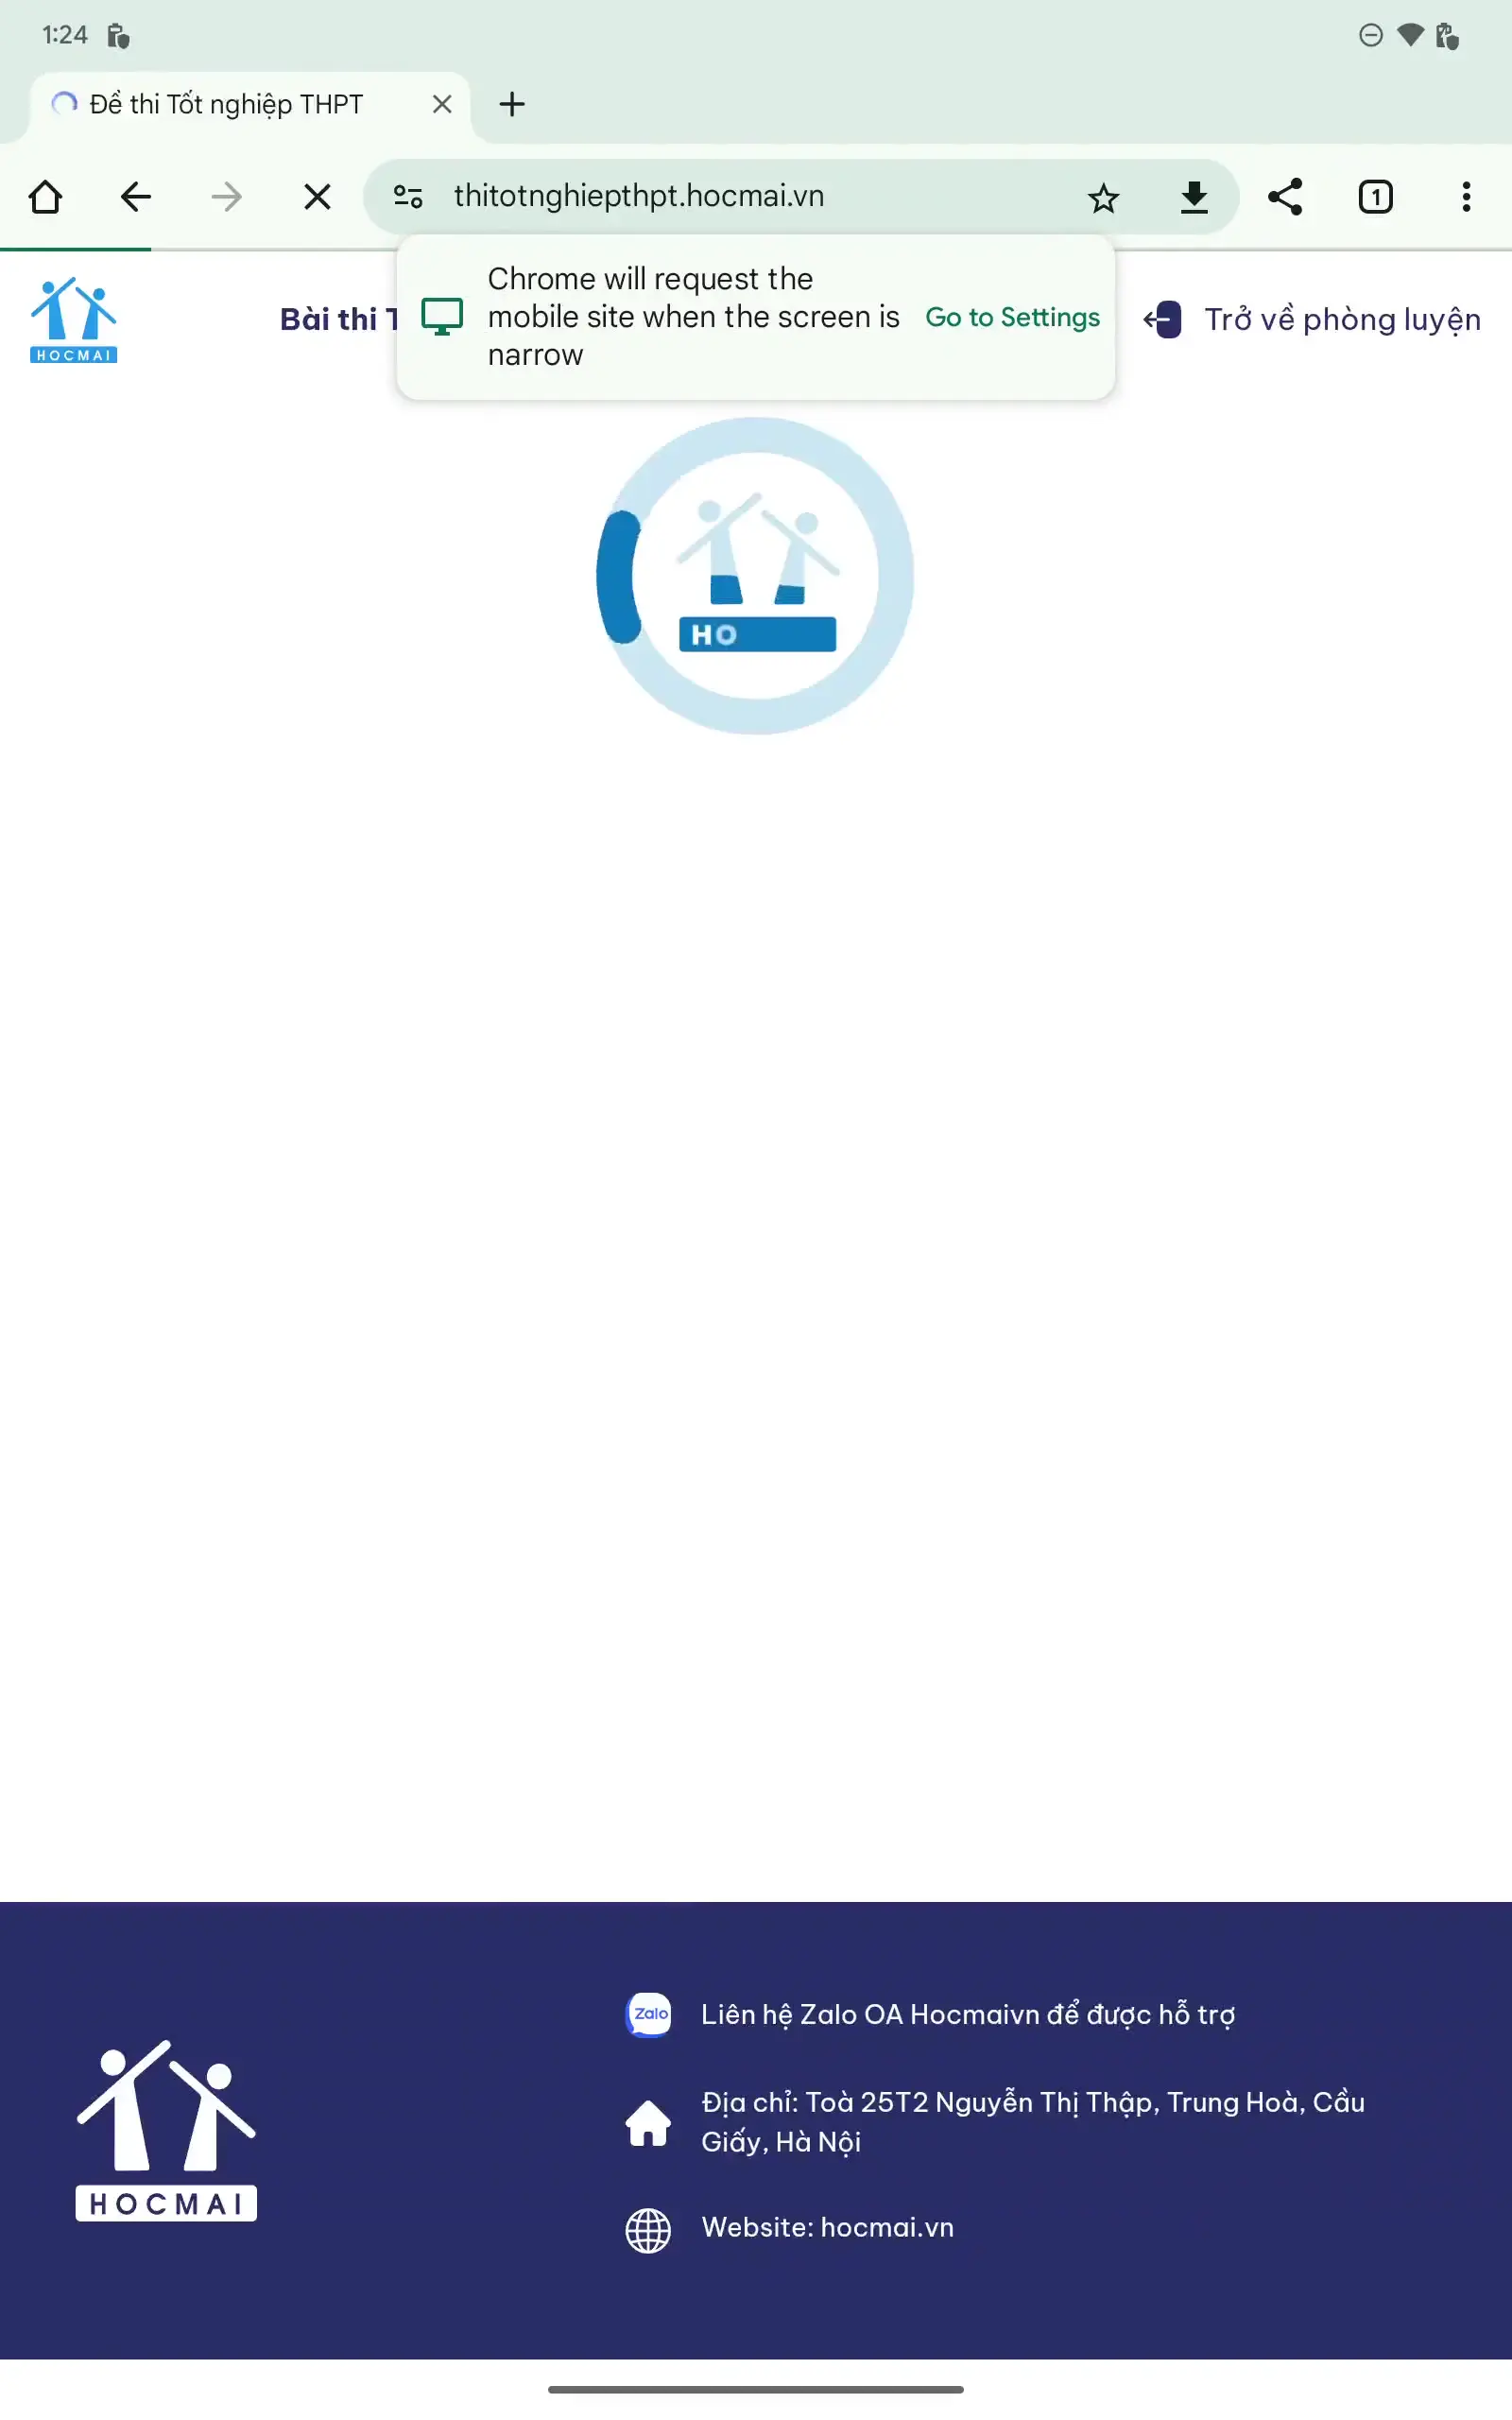 1:24
Đề thi Tốt nghiệp THPT
thitotnghiepthpt.hocmai.vn
1
Chrome will request the
mobile site when the screen is
narrow
Go to Settings
HOCMAI
Bài thi
Trở về phòng luyện
HO
Liên hệ Zalo OA Hocmaivn để được hỗ trợ
Zalo
Địa chỉ: Toà 25T2 Nguyễn Thị Thập, Trung Hoà, Cầu
Giấy, Hà Nội
HOCMAI
Website: hocmai.vn